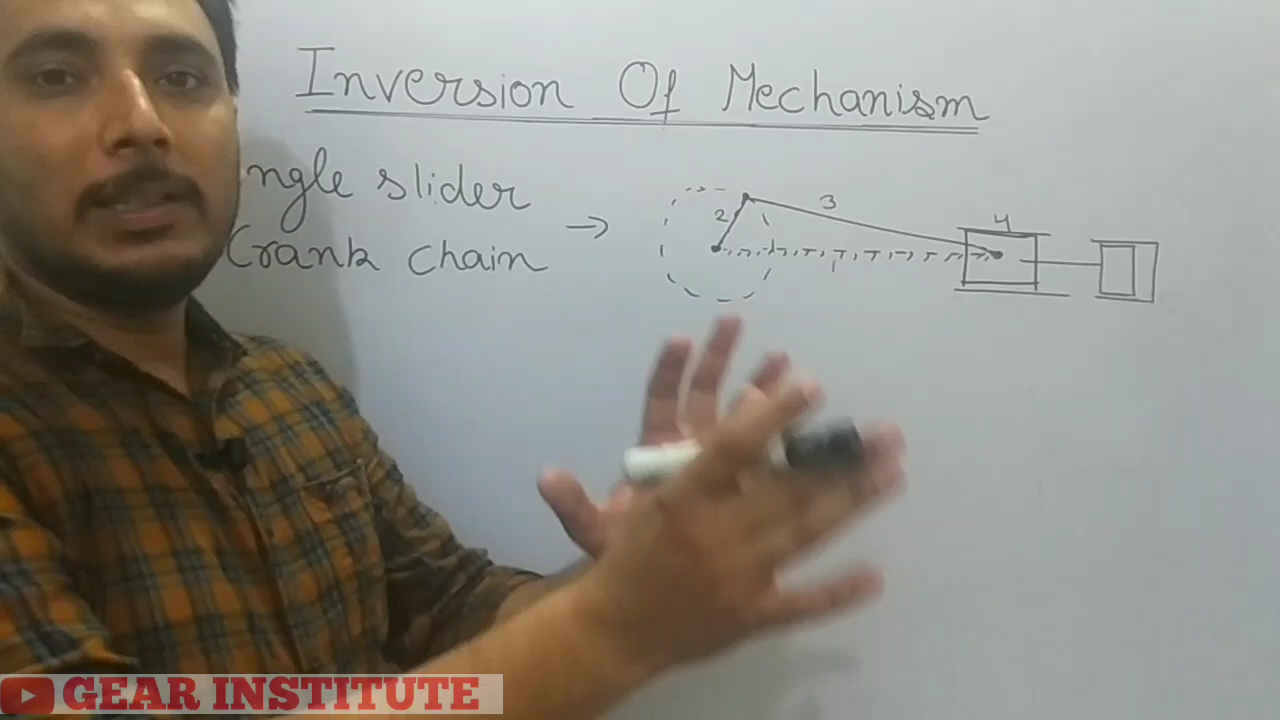 Inversion Of Mechanism
ngle slider
Crank chain →
2
3
4
1
GEAR INSTITUTE